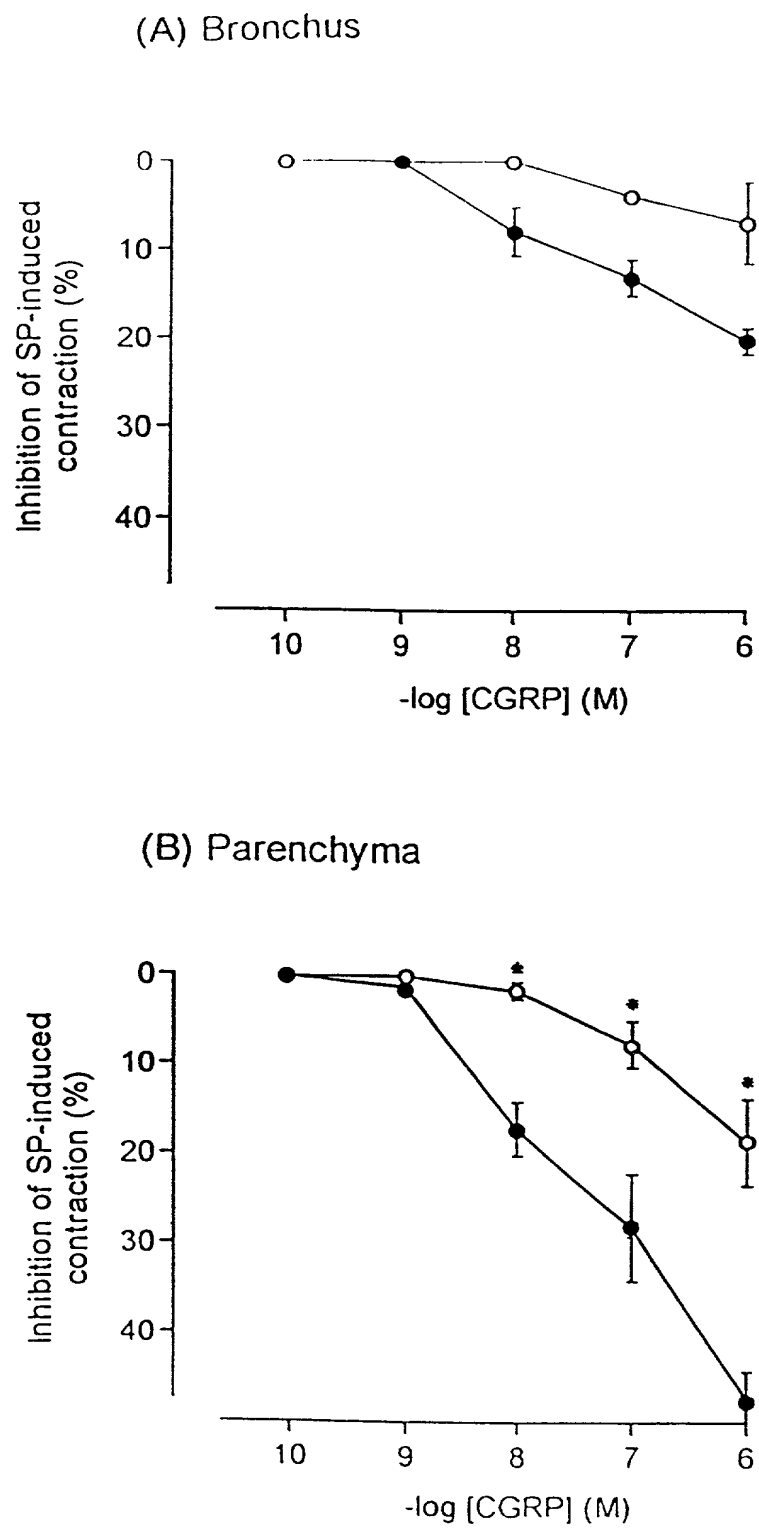 (A) Bronchus
Inhibition of SP-induced
contraction (%)
0
10
20
30
40
10 9 8 7 6
-log [CGRP] (M)
(B) Parenchyma
Inhibition of SP-induced
contraction (%)
0
10
20
30
40
* * *
10 9 8 7 6
-log [CGRP] (M)